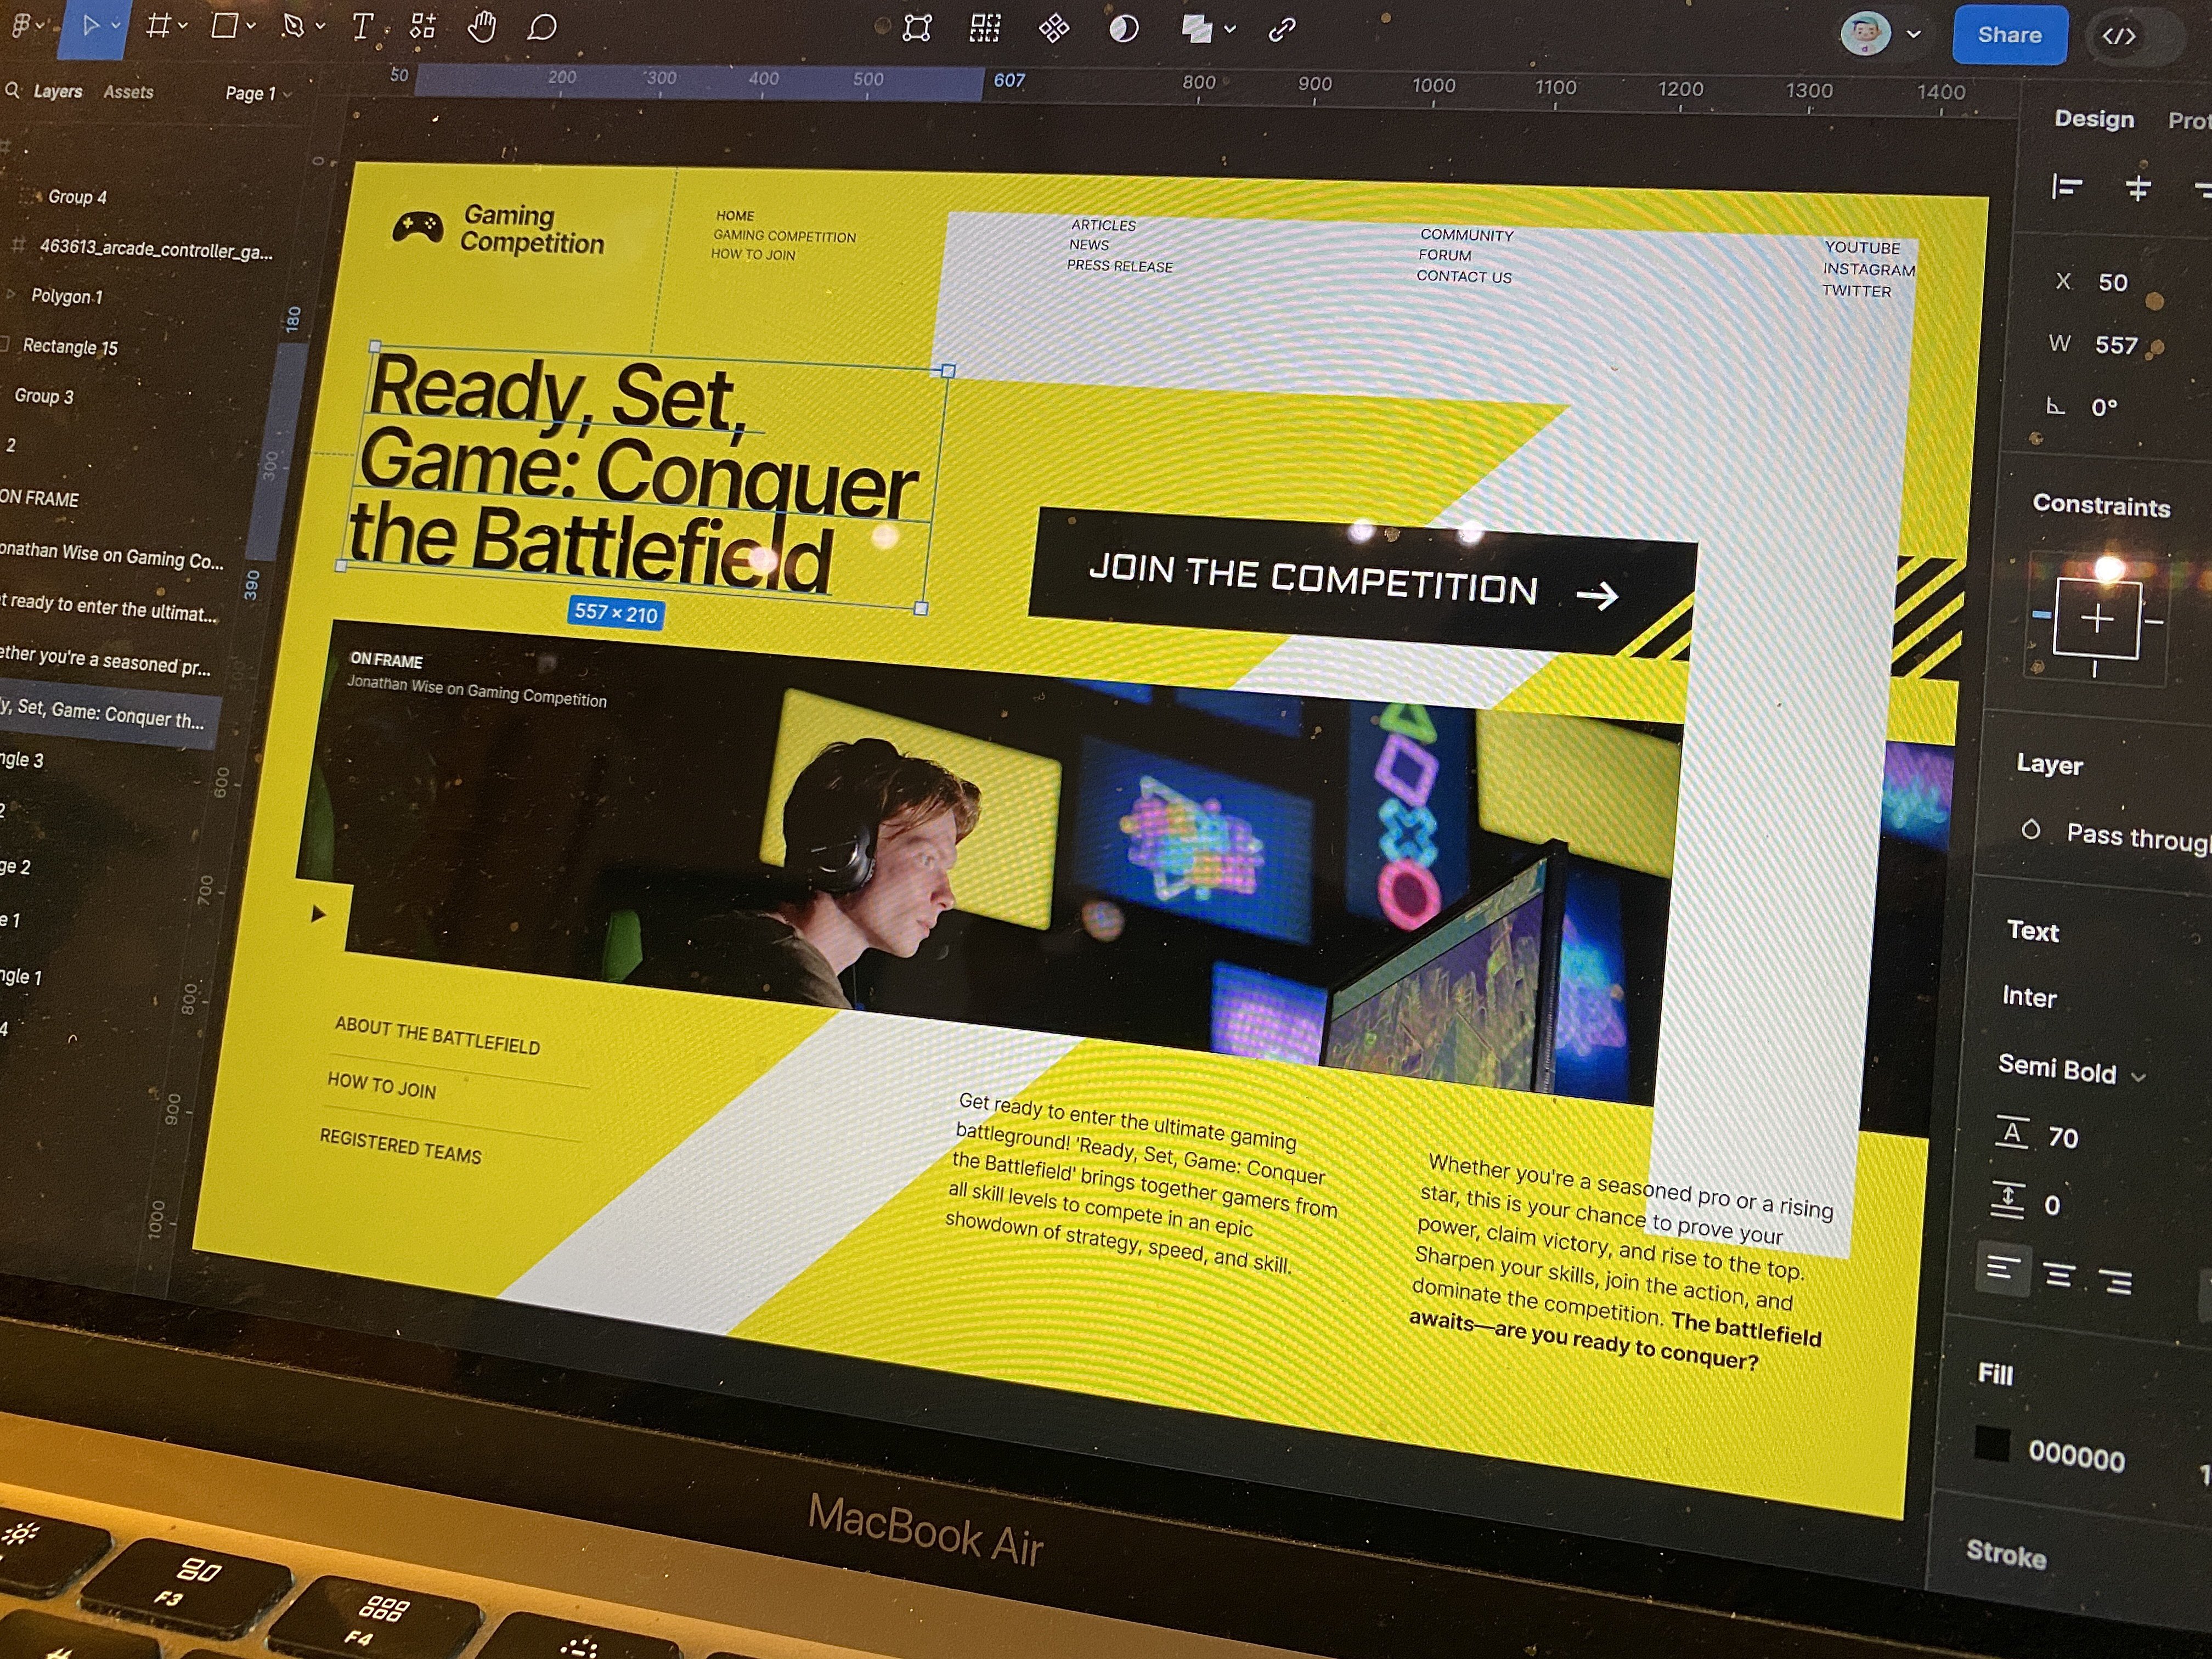 Share
Layers
Assets
Page 1
50
200
300
400
500
607
800
900
1000
1100
1200
1300
1400
Design
Group 4
463613_arcade_controller_ga...
Polygon 1
Rectangle 15
Group 3
2
ON FRAME
onathan Wise on Gaming Co...
t ready to enter the ultimat...
ether you're a seasoned pr...
y, Set, Game: Conquer th...
ngle 3
2
ge 2
e 1
ngle 1
4
0
180
300
390
600
700
800
900
1000
Gaming
Competition
HOME
GAMING COMPETITION
HOW TO JOIN
ARTICLES
NEWS
PRESS RELEASE
COMMUNITY
FORUM
CONTACT US
YOUTUBE
INSTAGRAM
TWITTER
Ready, Set,
Game: Conquer
the Battlefield
557 × 210
JOIN THE COMPETITION →
ON FRAME
Jonathan Wise on Gaming Competition
ABOUT THE BATTLEFIELD
HOW TO JOIN
REGISTERED TEAMS
Get ready to enter the ultimate gaming
battleground! 'Ready, Set, Game: Conquer
the Battlefield' brings together gamers from
all skill levels to compete in an epic
showdown of strategy, speed, and skill.
Whether you're a seasoned pro or a rising
star, this is your chance to prove your
power, claim victory, and rise to the top.
Sharpen your skills, join the action, and
dominate the competition. The battlefield
awaits—are you ready to conquer?
X 50
W 557
0°
Constraints
Layer
Pass through
Text
Inter
Semi Bold
70
0
Fill
000000
Stroke
MacBook Air
F3
F4